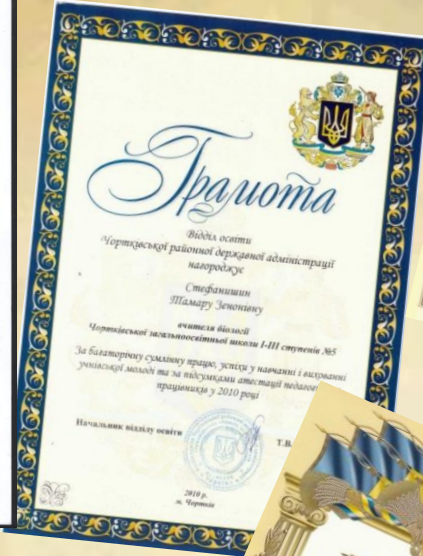 Грамота
Відділ освіти
Чортківської районної державної адміністрації
нагороджує
Стефанишин
Тамару Зеновіївну
вчителя біології
Чортківської загальноосвітньої школи І-ІІІ ступенів №5
За багаторічну сумлінну працю, успіхи у навчанні і вихованні
учнівської молоді та за підсумками атестації
працівників у 2010 році
Начальник відділу освіти
Т.В.
2010 р.
м. Чортків